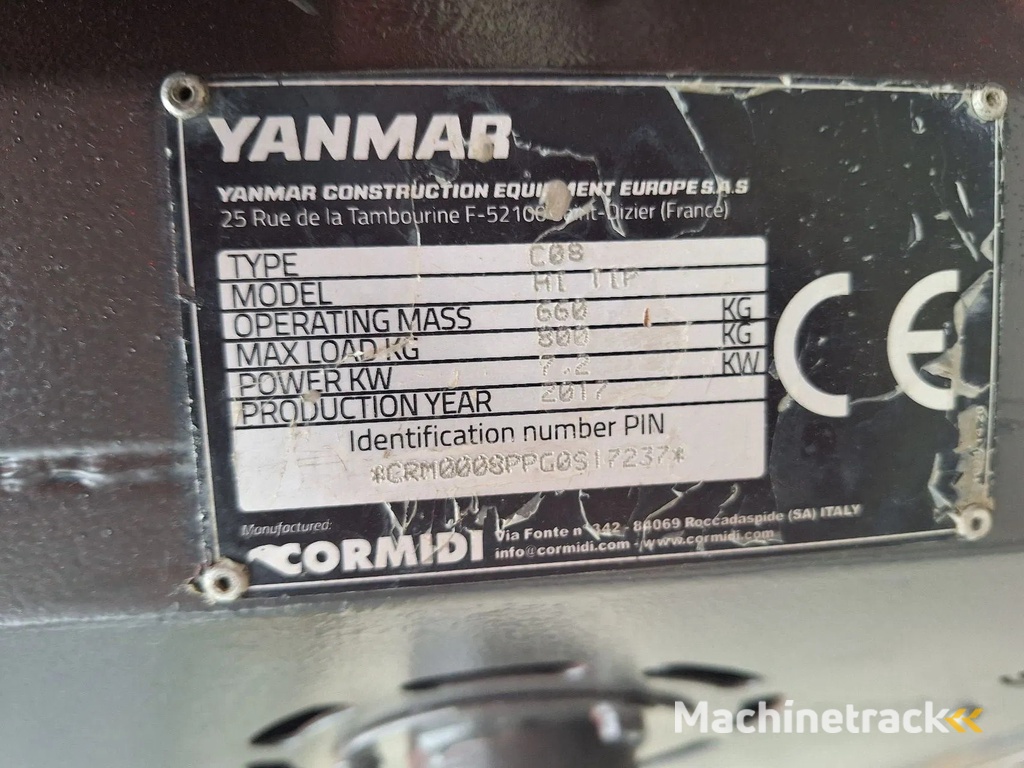 YANMAR
YANMAR CONSTRUCTION EQUIPMENT EUROPE S.A.S
25 Rue de la Tambourine F-52100 Saint-Dizier (France)
TYPE C08
MODEL HI TIP
OPERATING MASS 660 KG
MAX LOAD KG 800 KG
POWER KW 7.2 KW
PRODUCTION YEAR 2017
Identification number PIN
*CRM0008PPG0S17237*
CE
Manufactured:
CORMIDI
Via Fonte n 342 - 84069 Roccadaspide (SA) ITALY
info@cormidi.com - www.cormidi.com
Machinetrack